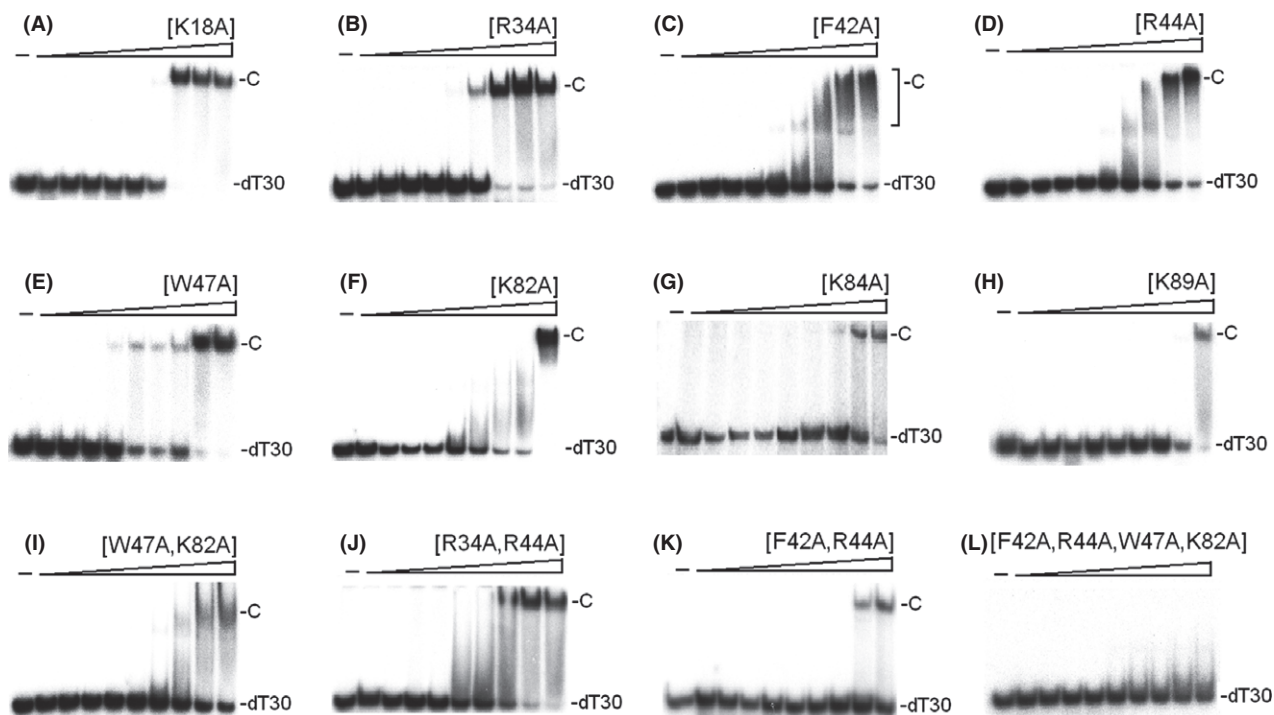 (A) [K18A]
–
-C
-dT30
(B) [R34A]
–
-C
-dT30
(C) [F42A]
–
-C
-dT30
(D) [R44A]
–
-C
-dT30
(E) [W47A]
–
-C
-dT30
(F) [K82A]
–
-C
-dT30
(G) [K84A]
–
-C
-dT30
(H) [K89A]
–
-C
-dT30
(I) [W47A,K82A]
–
-C
-dT30
(J) [R34A,R44A]
–
-C
-dT30
(K) [F42A,R44A]
–
-C
-dT30
(L) [F42A,R44A,W47A,K82A]
–
-dT30